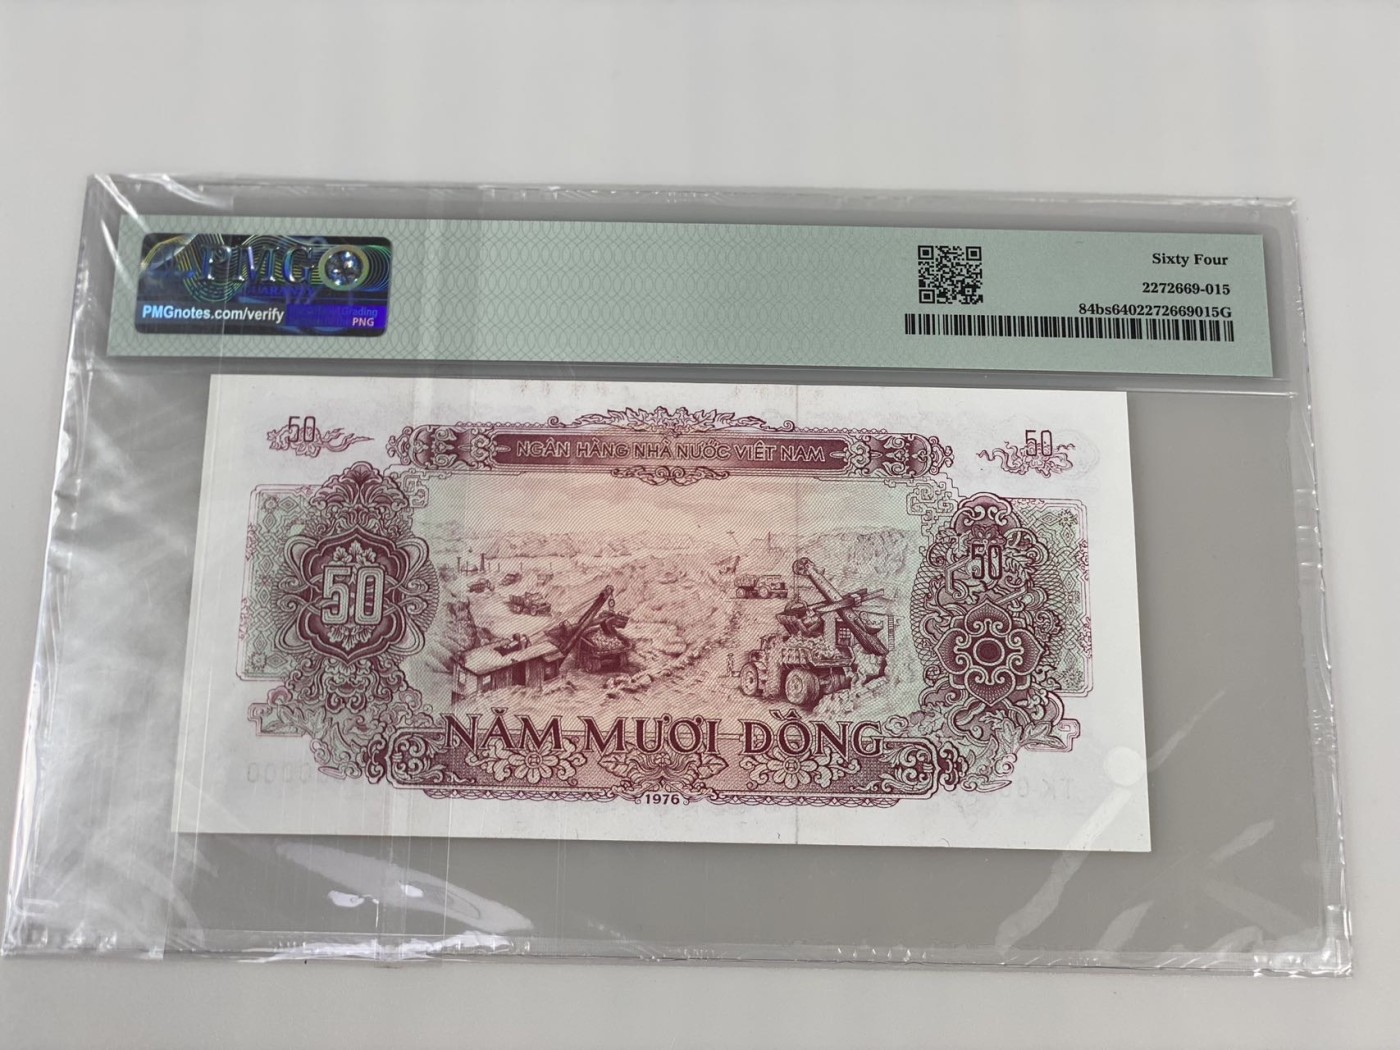 PMG
PMGnotes.com/verify
PNG
Sixty Four
2272669-015
84bs6402272669015G
50
NGÂN HÀNG NHÀ NƯỚC VIỆT NAM
50
50
50
NĂM MƯƠI ĐỒNG
1976